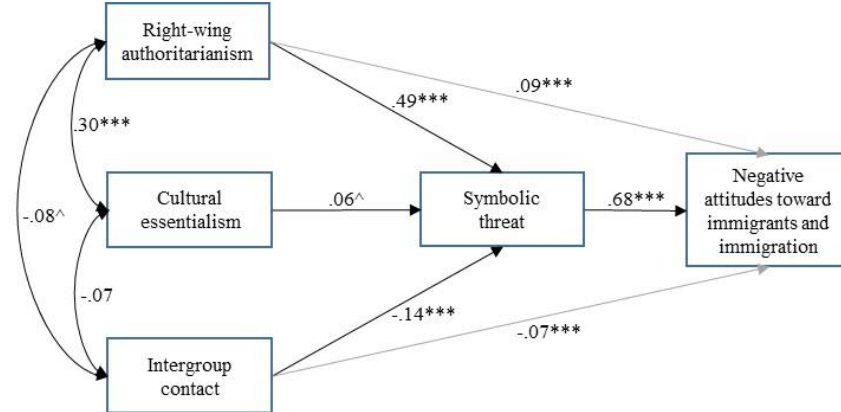 Right-wing
authoritarianism
.09***
.49***
.30***
Negative
attitudes toward
immigrants and
immigration
Cultural
essentialism
.06^
Symbolic
threat
.68***
-.08^
-.07
-.14***
-.07***
Intergroup
contact